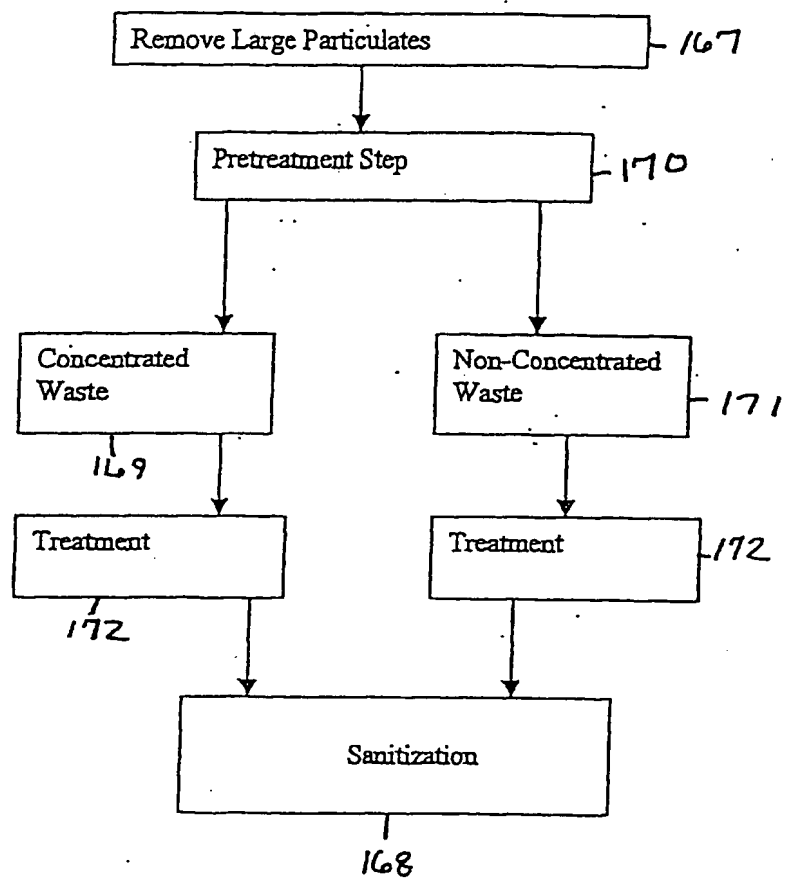 Remove Large Particulates
167
Pretreatment Step
170
Concentrated
Waste
Non-Concentrated
Waste
171
169
Treatment
Treatment
172
172
Sanitization
168